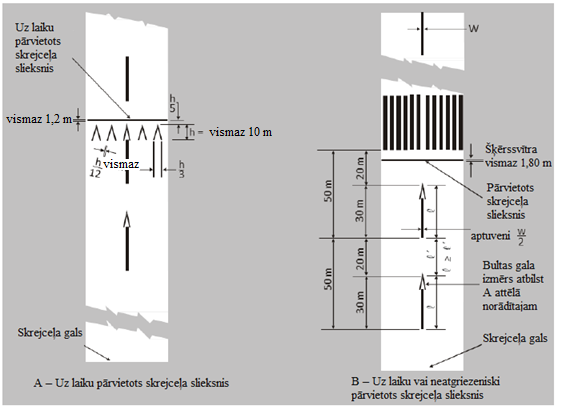 Uz laiku
pārvietots
skrejceļa
slieksnis
vismaz 1,2 m
h
5
h = vismaz 10 m
h
12
vismaz
h
3
Skrejceļa gals
A – Uz laiku pārvietots skrejceļa slieksnis
W
Šķērssvītra
vismaz 1,80 m
Pārvietots
skrejceļa
slieksnis
50 m
20 m
30 m
ℓ
aptuveni W
2
50 m
20 m
30 m
ℓ'
ℓ ≥ ℓ'
ℓ
Bultas gala
izmērs atbilst
A attēlā
norādītajam
Skrejceļa gals
B – Uz laiku vai neatgriezeniski
pārvietots skrejceļa slieksnis